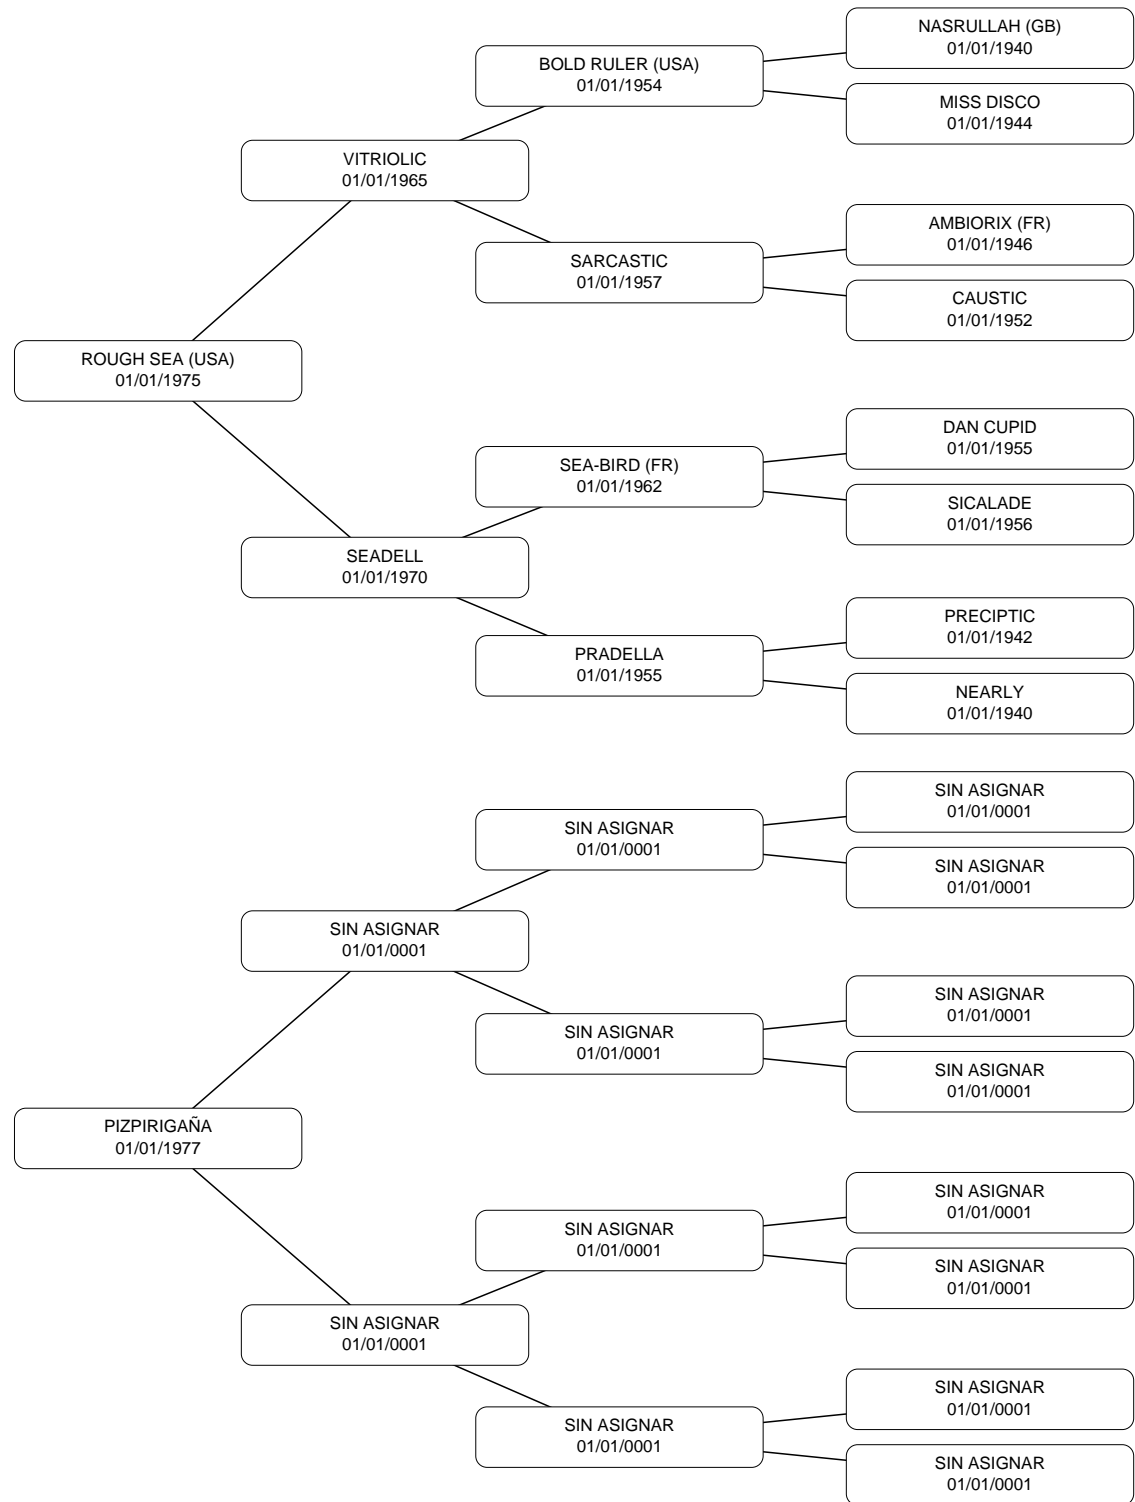 NASRULLAH (GB)
01/01/1940
BOLD RULER (USA)
01/01/1954
MISS DISCO
01/01/1944
VITRIOLIC
01/01/1965
AMBIORIX (FR)
01/01/1946
SARCASTIC
01/01/1957
CAUSTIC
01/01/1952
ROUGH SEA (USA)
01/01/1975
DAN CUPID
01/01/1955
SEA-BIRD (FR)
01/01/1962
SICALADE
01/01/1956
SEADELL
01/01/1970
PRECIPTIC
01/01/1942
PRADELLA
01/01/1955
NEARLY
01/01/1940
SIN ASIGNAR
01/01/0001
SIN ASIGNAR
01/01/0001
SIN ASIGNAR
01/01/0001
SIN ASIGNAR
01/01/0001
SIN ASIGNAR
01/01/0001
SIN ASIGNAR
01/01/0001
SIN ASIGNAR
01/01/0001
PIZPIRIGAÑA
01/01/1977
SIN ASIGNAR
01/01/0001
SIN ASIGNAR
01/01/0001
SIN ASIGNAR
01/01/0001
SIN ASIGNAR
01/01/0001
SIN ASIGNAR
01/01/0001
SIN ASIGNAR
01/01/0001
SIN ASIGNAR
01/01/0001